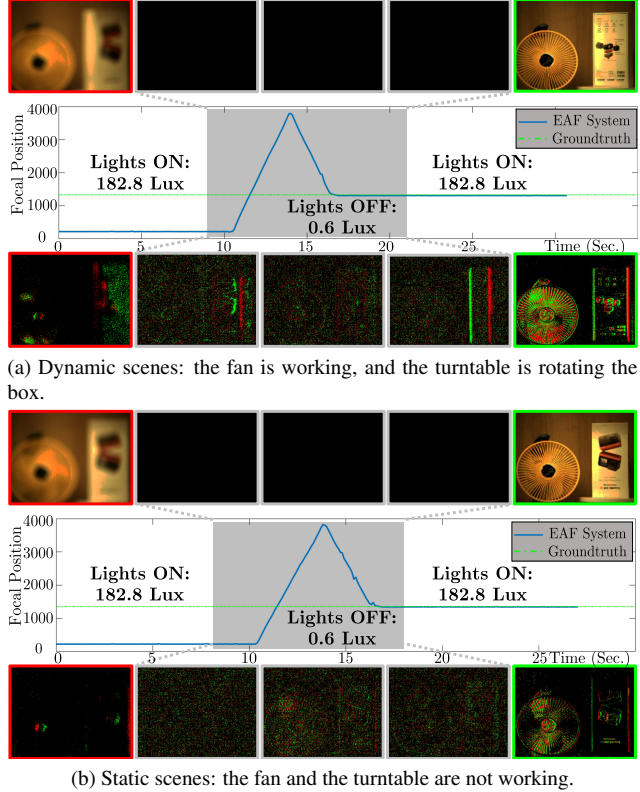 4000
3000
2000
1000
0
Focal Position
EAF System
Groundtruth
Lights ON:
182.8 Lux
Lights ON:
182.8 Lux
Lights OFF:
0.6 Lux
0 5 10 15 20 25 Time (Sec.)
(a) Dynamic scenes: the fan is working, and the turntable is rotating the
box.
4000
3000
2000
1000
0
Focal Position
EAF System
Groundtruth
Lights ON:
182.8 Lux
Lights ON:
182.8 Lux
Lights OFF:
0.6 Lux
0 5 10 15 20 25 Time (Sec.)
(b) Static scenes: the fan and the turntable are not working.